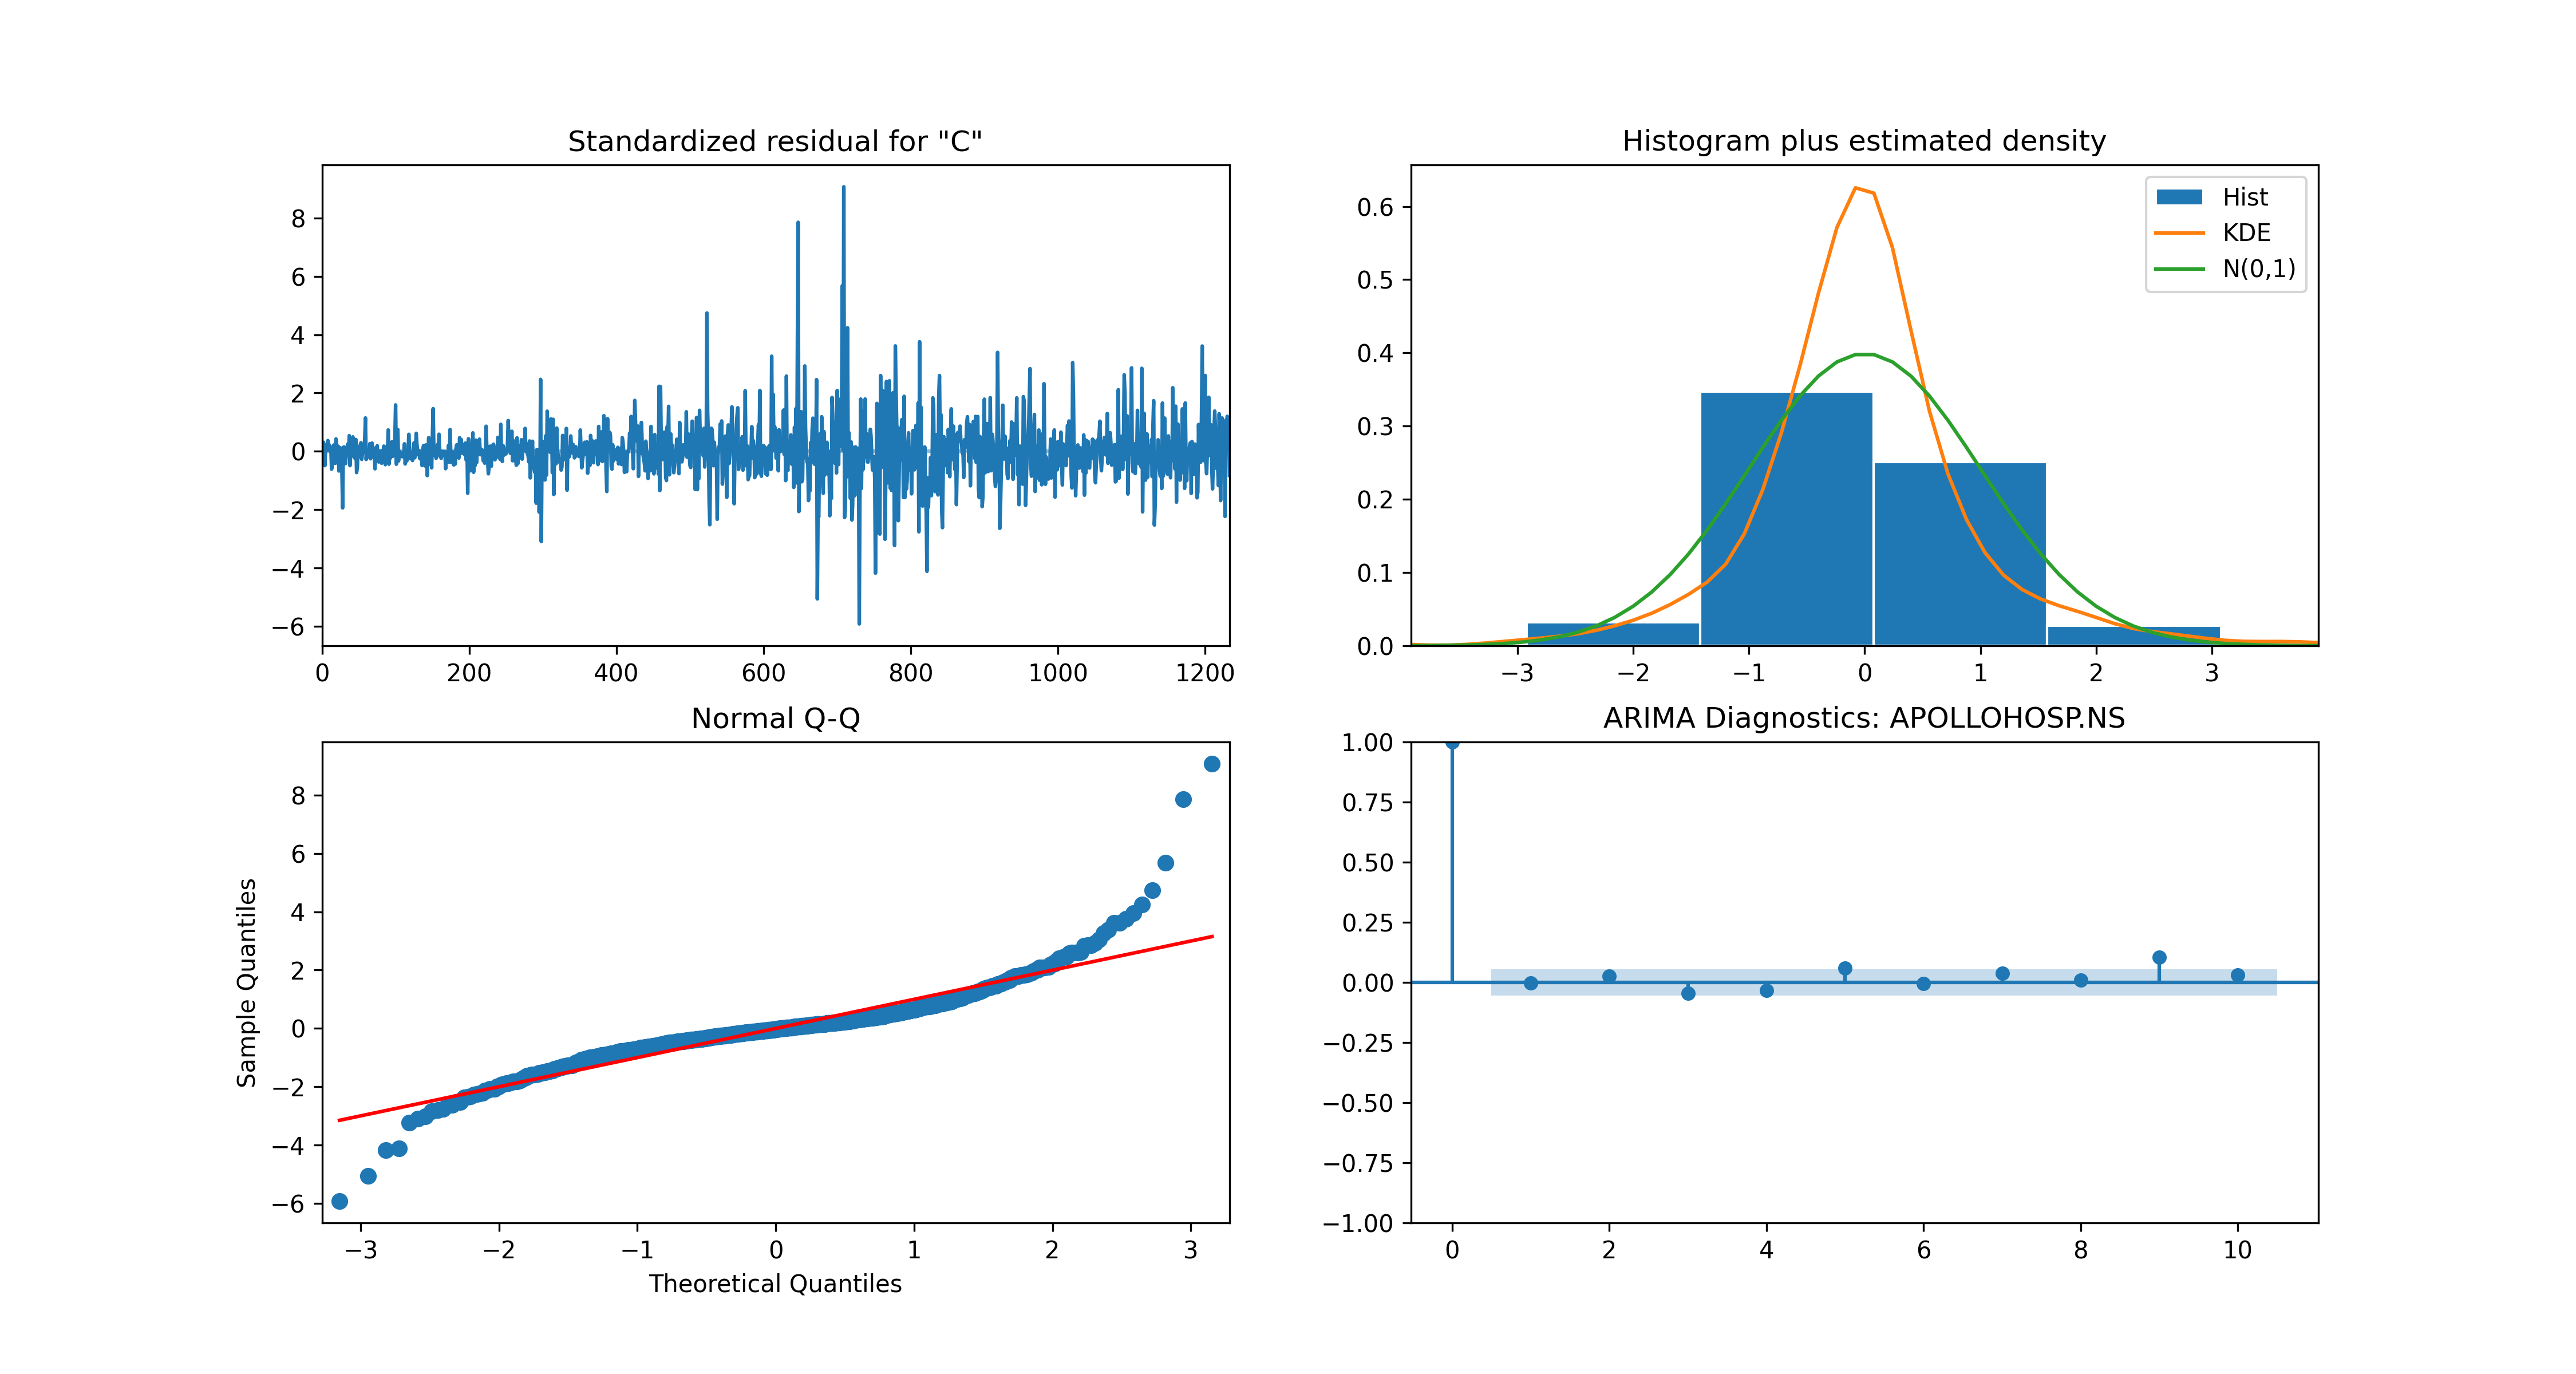 Standardized residual for "C"
8
6
4
2
0
−2
−4
−6
0 200 400 600 800 1000 1200
Histogram plus estimated density
0.6
0.5
0.4
0.3
0.2
0.1
0.0
−3 −2 −1 0 1 2 3
Hist
KDE
N(0,1)
Normal Q-Q
Sample Quantiles
8
6
4
2
0
−2
−4
−6
−3 −2 −1 0 1 2 3
Theoretical Quantiles
ARIMA Diagnostics: APOLLOHOSP.NS
1.00
0.75
0.50
0.25
0.00
−0.25
−0.50
−0.75
−1.00
0 2 4 6 8 10